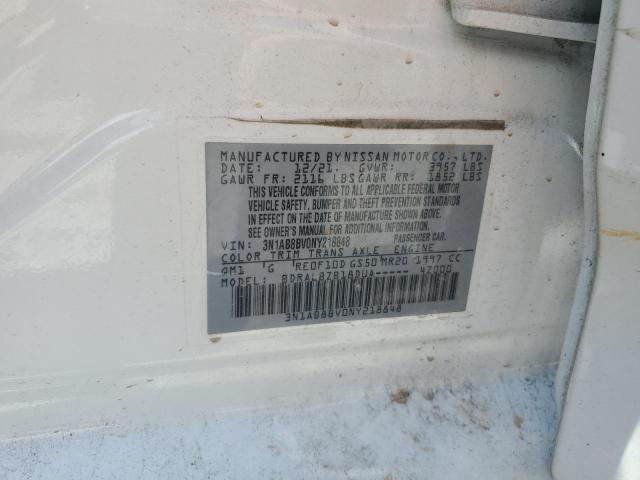 MANUFACTURED BY NISSAN MOTOR CO., LTD.
DATE: 12/21. GVWR: 3957 LBS
GAWR FR: 2116 LBS GAWR RR: 1852 LBS
THIS VEHICLE CONFORMS TO ALL APPLICABLE FEDERAL MOTOR
VEHICLE SAFETY, BUMPER AND THEFT PREVENTION STANDARDS
IN EFFECT ON THE DATE OF MANUFACTURE SHOWN ABOVE.
SEE OWNER'S MANUAL FOR ADDITIONAL INFORMATION
VIN: 3N1AB8BV0NY218848 PASSENGER CAR.
COLOR TRIM TRANS AXLE ENGINE
QM1 G RE0F10D GS50 MR20 1997 CC
MODEL: BDRALBZB18DUA----- 47000
3N1AB8BV0NY218848